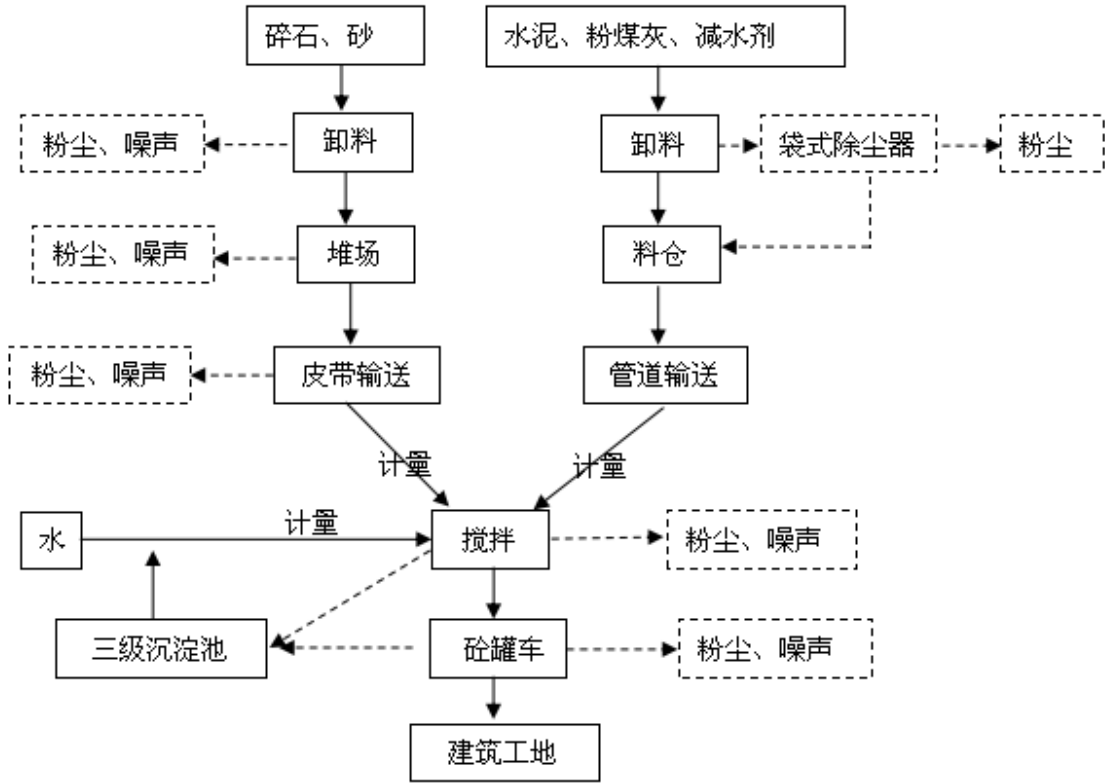 碎石、砂
水泥、粉煤灰、减水剂
粉尘、噪声
卸料
卸料
袋式除尘器
粉尘
粉尘、噪声
堆场
料仓
粉尘、噪声
皮带输送
管道输送
计量
计量
水
计量
搅拌
粉尘、噪声
三级沉淀池
砼罐车
粉尘、噪声
建筑工地